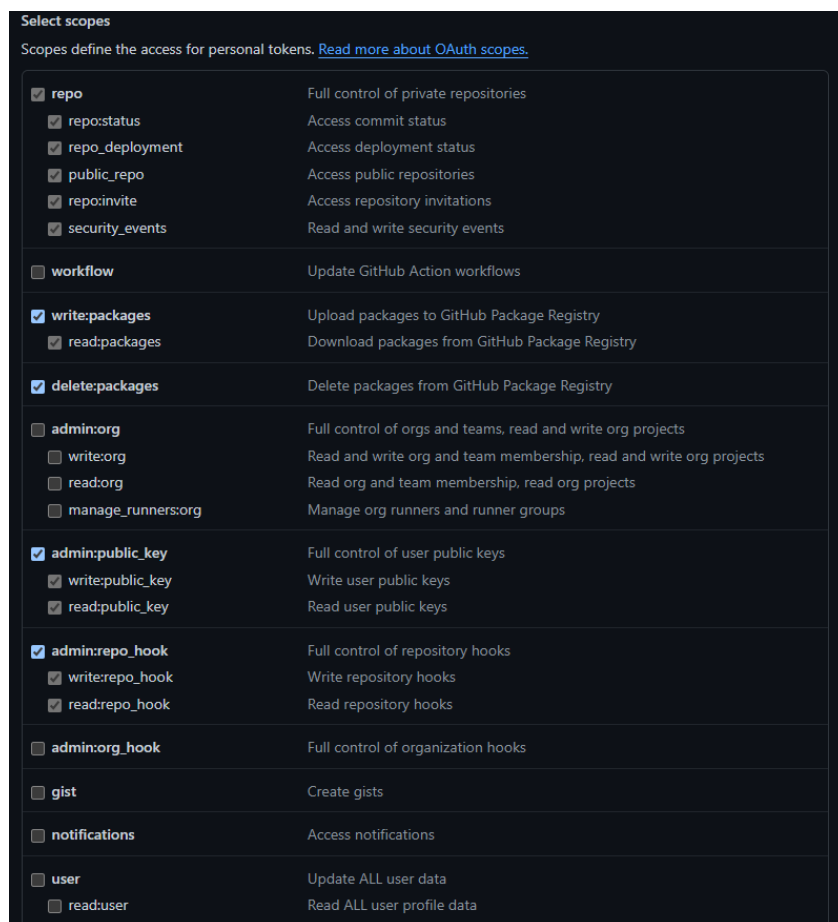 Select scopes
Scopes define the access for personal tokens. Read more about OAuth scopes.
repo Full control of private repositories
repo:status Access commit status
repo_deployment Access deployment status
public_repo Access public repositories
repo:invite Access repository invitations
security_events Read and write security events
workflow Update GitHub Action workflows
write:packages Upload packages to GitHub Package Registry
read:packages Download packages from GitHub Package Registry
delete:packages Delete packages from GitHub Package Registry
admin:org Full control of orgs and teams, read and write org projects
write:org Read and write org and team membership, read and write org projects
read:org Read org and team membership, read org projects
manage_runners:org Manage org runners and runner groups
admin:public_key Full control of user public keys
write:public_key Write user public keys
read:public_key Read user public keys
admin:repo_hook Full control of repository hooks
write:repo_hook Write repository hooks
read:repo_hook Read repository hooks
admin:org_hook Full control of organization hooks
gist Create gists
notifications Access notifications
user Update ALL user data
read:user Read ALL user profile data